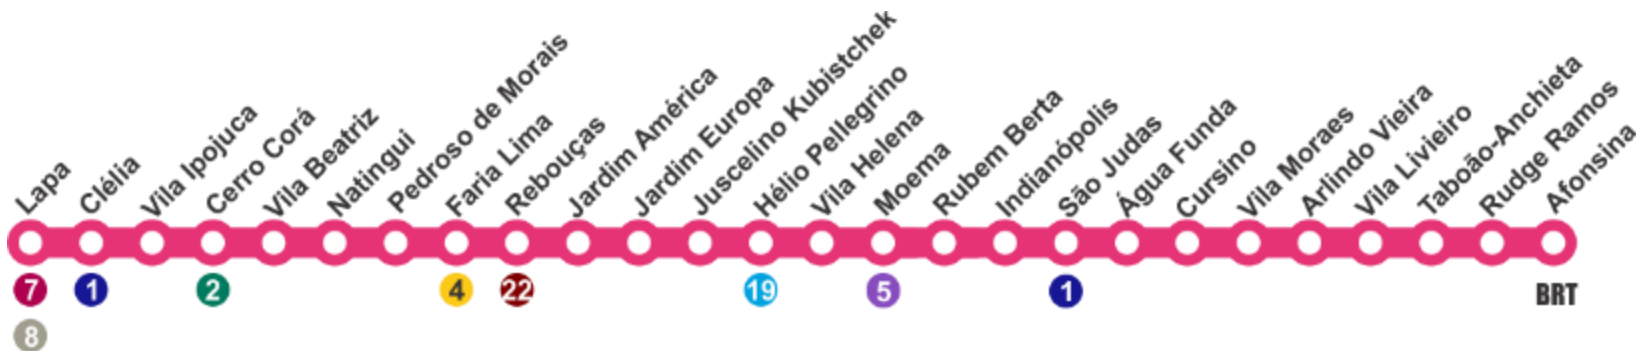 Lapa
Clélia
Vila Ipojuca
Cerro Corá
Vila Beatriz
Natingui
Pedroso de Morais
Faria Lima
Rebouças
Jardim América
Jardim Europa
Juscelino Kubistchek
Hélio Pellegrino
Vila Helena
Moema
Rubem Berta
Indianópolis
São Judas
Água Funda
Cursino
Vila Moraes
Arlindo Vieira
Vila Livieiro
Taboão-Anchieta
Rudge Ramos
Afonsina
7 1 2 4 22 19 5 1 BRT
8